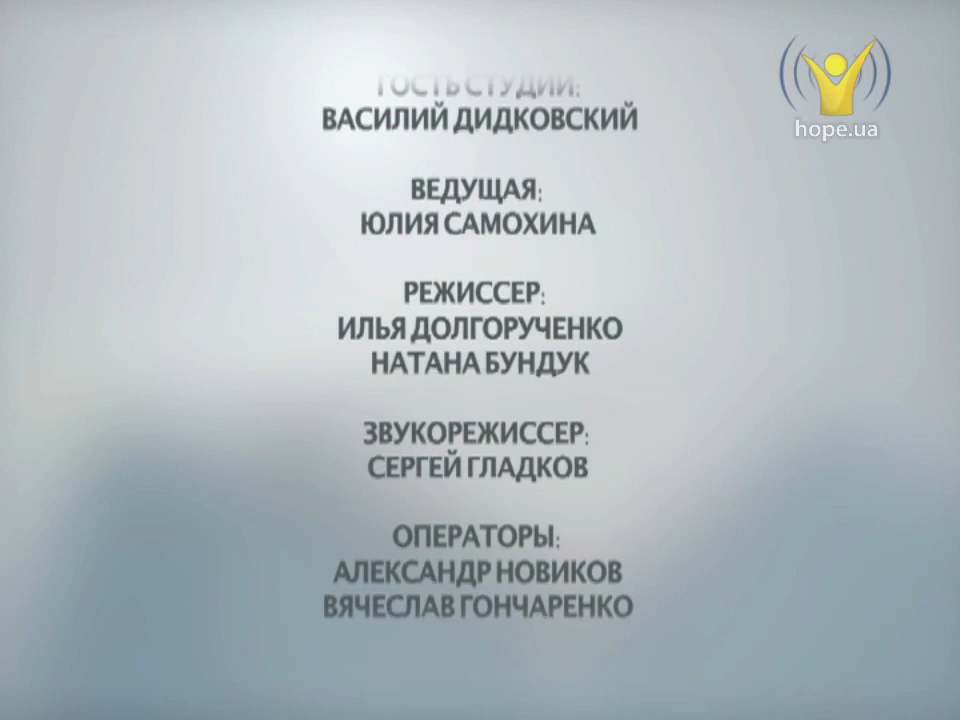 ГОСТЬ СТУДИИ:
ВАСИЛИЙ ДИДКОВСКИЙ
ВЕДУЩАЯ:
ЮЛИЯ САМОХИНА
РЕЖИССЕР:
ИЛЬЯ ДОЛГОРУЧЕНКО
НАТАНА БУНДУК
ЗВУКОРЕЖИССЕР:
СЕРГЕЙ ГЛАДКОВ
ОПЕРАТОРЫ:
АЛЕКСАНДР НОВИКОВ
ВЯЧЕСЛАВ ГОНЧАРЕНКО
hope.ua